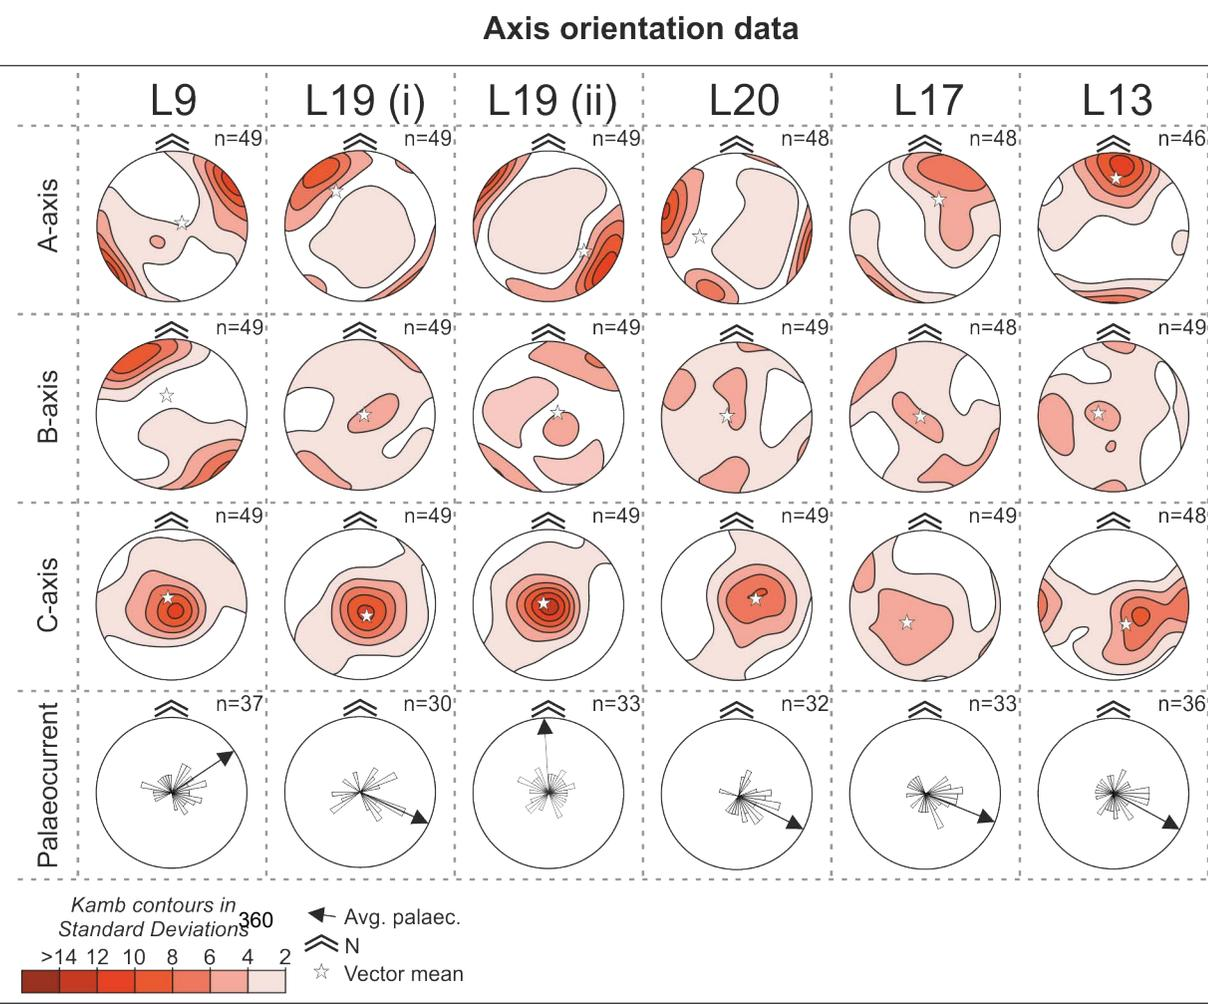 Axis orientation data
L9 L19 (i) L19 (ii) L20 L17 L13
A-axis n=49 n=49 n=49 n=48 n=48 n=46
B-axis n=49 n=49 n=49 n=49 n=48 n=49
C-axis n=49 n=49 n=49 n=49 n=49 n=48
Palaeocurrent n=37 n=30 n=33 n=32 n=33 n=36
Kamb contours in
Standard Deviations
360
>14 12 10 8 6 4 2
Avg. palaec.
N
Vector mean